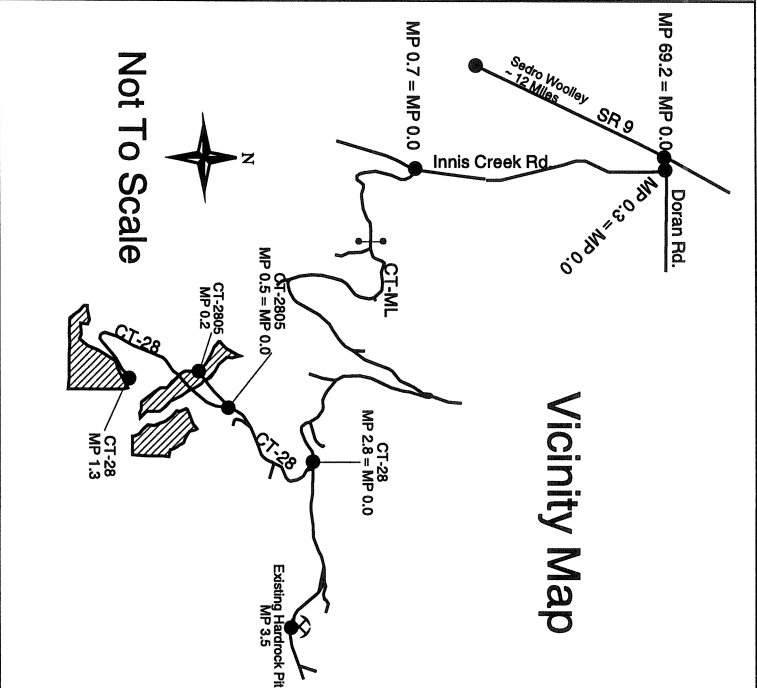 Vicinity Map
MP 69.2 = MP 0.0
Doran Rd.
MP 0.3 = MP 0.0
SR 9
Sedro Woolley
~ 12 Miles
Innis Creek Rd.
MP 0.7 = MP 0.0
CT-ML
CT-28
MP 2.8 = MP 0.0
Existing Hardrock Pit
MP 3.5
CT-2805
MP 0.5 = MP 0.0
CT-28
CT-2805
MP 0.2
CT-28
CT-28
MP 1.3
N
Not To Scale